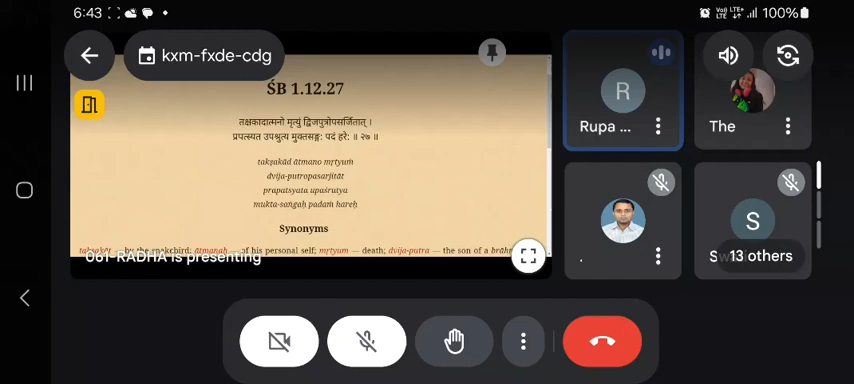 6:43
Vo) LTE+
LTE
100%
kxm-fxde-cdg
ŚB 1.12.27
तक्षकादात्मनो मृत्युं द्विजपुत्रोपसर्जितात् ।
प्रपत्स्यत उपश्रुत्य मुक्तसङ्ग: पदं हरे: ॥ २७ ॥
takṣakād ātmano mṛtyuṁ
dvija-putropasarjitāt
prapatsyata upaśrutya
mukta-saṅgaḥ padaṁ hareḥ
Synonyms
takṣakāt — by the snakebird; ātmanaḥ — of his personal self; mṛtyum — death; dvija-putra — the son of a
061-RADHA is presenting
R
Rupa ...
The
.
S
13 others